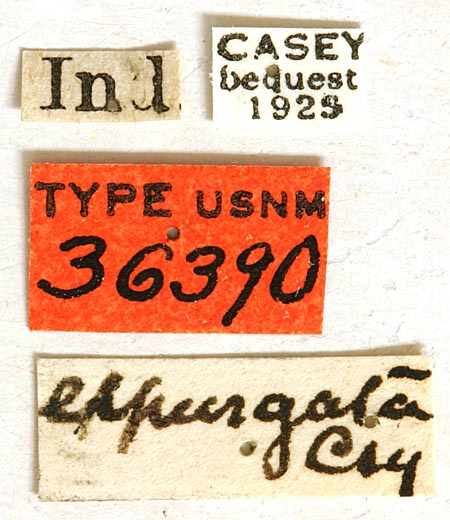 Ind.
CASEY
bequest
1925
TYPE USNM
36390
expurgata
Csy